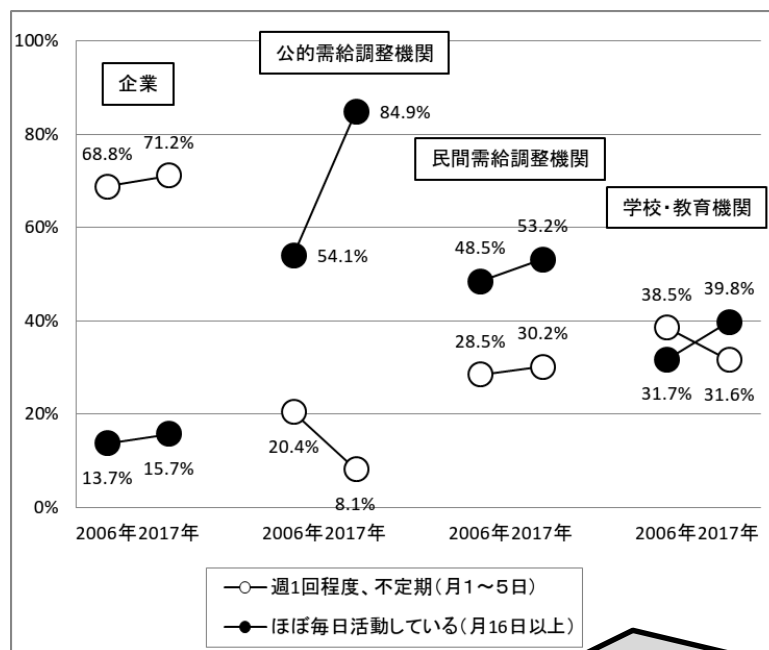 100%
80%
60%
40%
20%
0%
企業
68.8%
71.2%
13.7%
15.7%
2006年2017年
公的需給調整機関
84.9%
54.1%
20.4%
8.1%
2006年2017年
民間需給調整機関
48.5%
53.2%
28.5%
30.2%
2006年2017年
学校・教育機関
38.5%
39.8%
31.7%
31.6%
2006年2017年
週1回程度、不定期(月1~5日)
ほぼ毎日活動している(月16日以上)